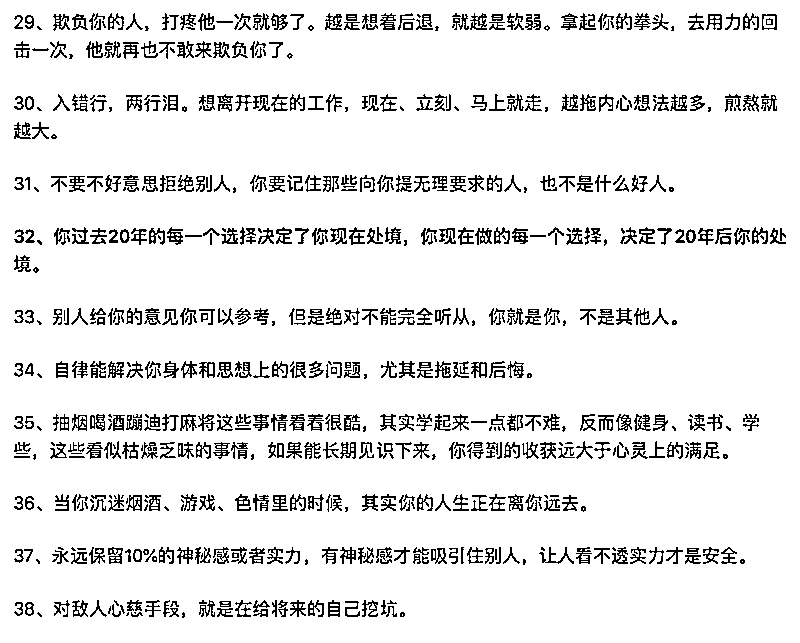 29、欺负你的人，打疼他一次就够了。越是想着后退，就越是软弱。拿起你的拳头，去用力的回
击一次，他就再也不敢来欺负你了。
30、入错行，两行泪。想离开现在的工作，现在、立刻、马上就走，越拖内心想法越多，煎熬就
越大。
31、不要不好意思拒绝别人，你要记住那些向你提无理要求的人，也不是什么好人。
32、你过去20年的每一个选择决定了你现在处境，你现在做的每一个选择，决定了20年后你的处
境。
33、别人给你的意见你可以参考，但是绝对不能完全听从，你就是你，不是其他人。
34、自律能解决你身体和思想上的很多问题，尤其是拖延和后悔。
35、抽烟喝酒蹦迪打麻将这些事情看着很酷，其实学起来一点都不难，反而像健身、读书、学
些，这些看似枯燥乏味的事情，如果能长期见识下来，你得到的收获远大于心灵上的满足。
36、当你沉迷烟酒、游戏、色情里的时候，其实你的人生正在离你远去。
37、永远保留10%的神秘感或者实力，有神秘感才能吸引住别人，让人看不透实力才是安全。
38、对敌人心慈手段，就是在给将来的自己挖坑。